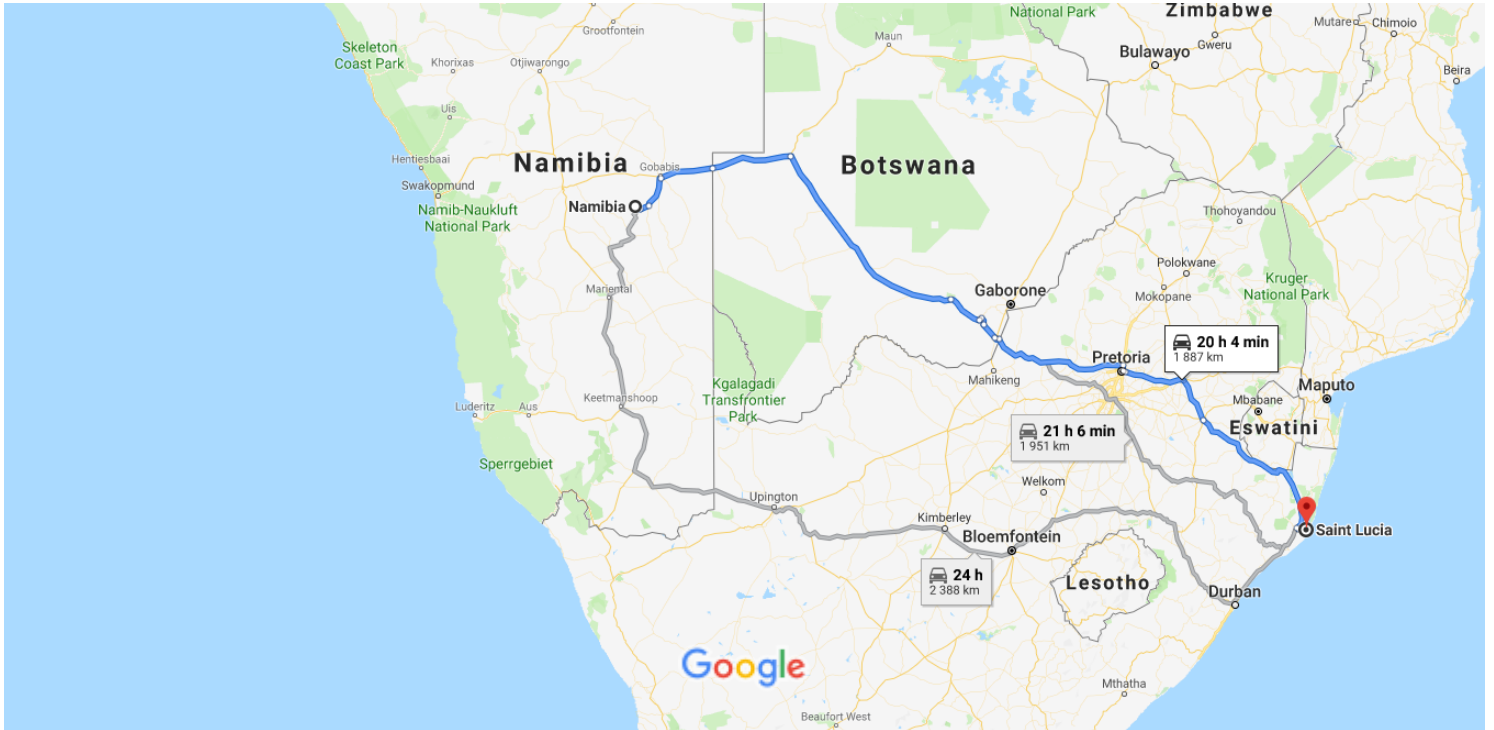 National Park
Zimbabwe
Mutare
Chimoio
Grootfontein
Maun
Gweru
Bulawayo
Skeleton
Coast Park
Khorixas
Otjiwarongo
Beira
Uis
Hentiesbaai
Namibia
Gobabis
Botswana
Swakopmund
Namib-Naukluft
National Park
Namibia
Thohoyandou
Polokwane
Mokopane
Kruger
National Park
Mariental
Gaborone
20 h 4 min
1 887 km
Pretoria
Mahikeng
Kgalagadi
Transfrontier
Park
Maputo
Mbabane
Eswatini
Keetmanshoop
Luderitz
Aus
21 h 6 min
1 951 km
Sperrgebiet
Welkom
Upington
Kimberley
Bloemfontein
Saint Lucia
24 h
2 388 km
Lesotho
Durban
Google
Mthatha
Beaufort West